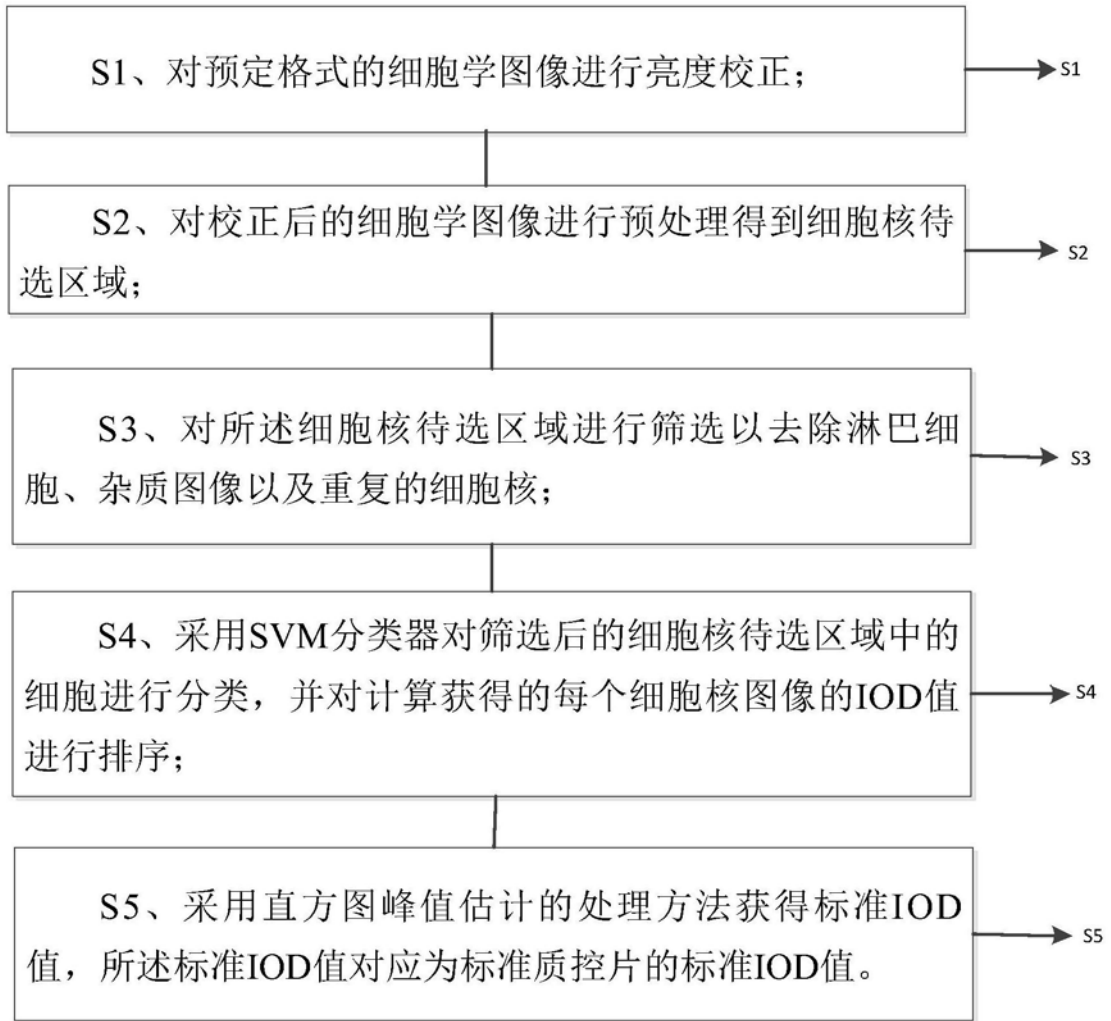 S1、对预定格式的细胞学图像进行亮度校正；
S1
S2、对校正后的细胞学图像进行预处理得到细胞核待
选区域；
S2
S3、对所述细胞核待选区域进行筛选以去除淋巴细
胞、杂质图像以及重复的细胞核；
S3
S4、采用SVM分类器对筛选后的细胞核待选区域中的
细胞进行分类，并对计算获得的每个细胞核图像的IOD值
进行排序；
S4
S5、采用直方图峰值估计的处理方法获得标准IOD
值，所述标准IOD值对应为标准质控片的标准IOD值。
S5